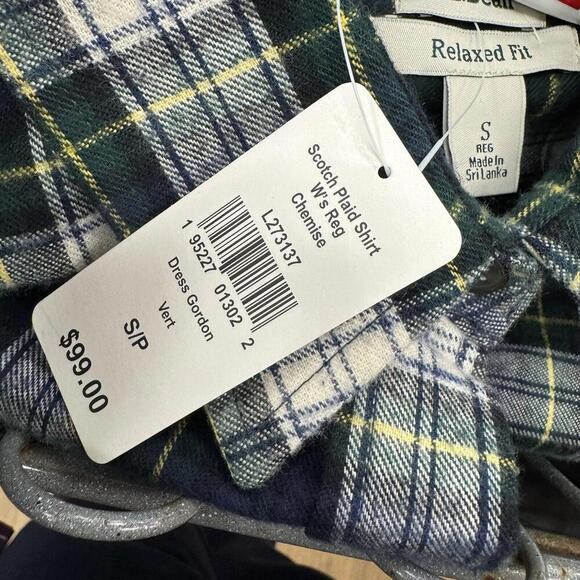 Relaxed Fit
S
REG
Made In
Sri Lanka
Scotch Plaid Shirt
W's Reg
Chemise
L273137
1 95227 01302 2
Dress Gordon
Vert
S/P
$99.00